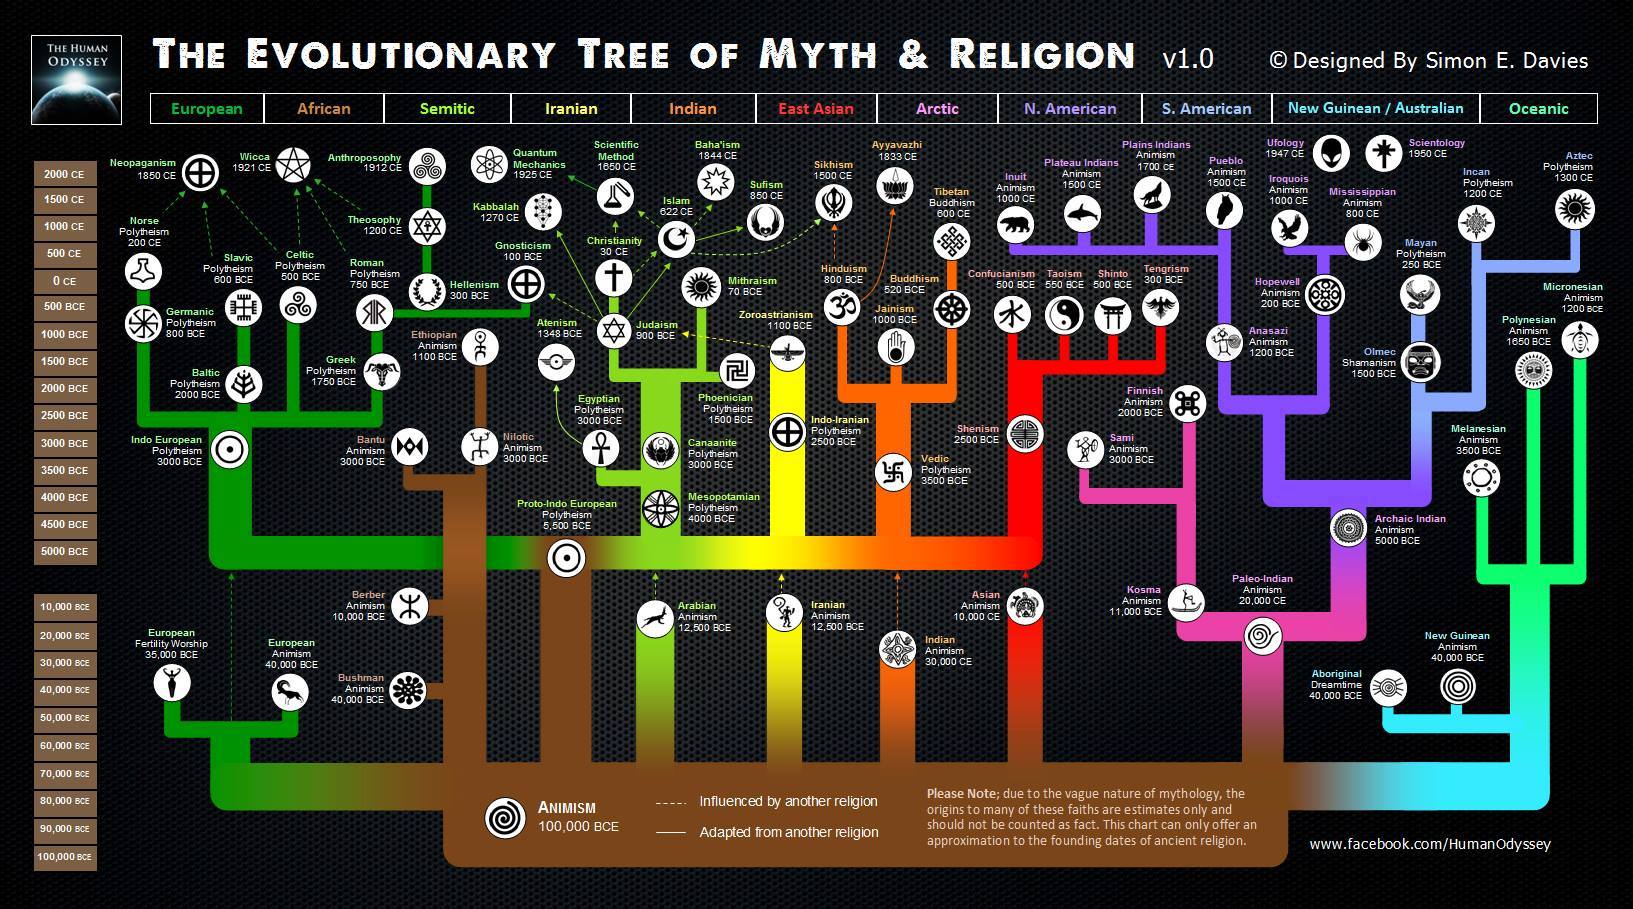 THE HUMAN
ODYSSEY
THE EVOLUTIONARY TREE OF MYTH & RELIGION v1.0
© Designed By Simon E. Davies
European
African
Semitic
Iranian
Indian
East Asian
Arctic
N. American
S. American
New Guinean / Australian
Oceanic
2000 CE
1500 CE
1000 CE
500 CE
0 CE
500 BCE
1000 BCE
1500 BCE
2000 BCE
2500 BCE
3000 BCE
3500 BCE
4000 BCE
4500 BCE
5000 BCE
10,000 BCE
20,000 BCE
30,000 BCE
40,000 BCE
50,000 BCE
60,000 BCE
70,000 BCE
80,000 BCE
90,000 BCE
100,000 BCE
Neopaganism
1850 CE
Wicca
1921 CE
Anthroposophy
1912 CE
Quantum
Mechanics
1925 CE
Scientific
Method
1650 CE
Baha'ism
1844 CE
Sufism
850 CE
Sikhism
1500 CE
Ayyavazhi
1833 CE
Tibetan
Buddhism
600 CE
Inuit
Animism
1000 CE
Plateau Indians
Animism
1500 CE
Plains Indians
Animism
1700 CE
Pueblo
Animism
1500 CE
Ufology
1947 CE
Scientology
1950 CE
Iroquois
Animism
1000 CE
Mississippian
Animism
800 CE
Incan
Polytheism
1200 CE
Aztec
Polytheism
1300 CE
Norse
Polytheism
200 CE
Slavic
Polytheism
600 BCE
Celtic
Polytheism
500 BCE
Theosophy
1200 CE
Roman
Polytheism
750 BCE
Hellenism
300 BCE
Kabbalah
1270 CE
Gnosticism
100 BCE
Christianity
30 CE
Islam
622 CE
Mithraism
70 BCE
Hinduism
800 BCE
Buddhism
520 BCE
Jainism
1000 BCE
Confucianism
500 BCE
Taoism
550 BCE
Shinto
500 BCE
Tengrism
300 BCE
Hopewell
Animism
200 BCE
Mayan
Polytheism
250 BCE
Micronesian
Animism
1200 BCE
Polynesian
Animism
1650 BCE
Germanic
Polytheism
800 BCE
Baltic
Polytheism
2000 BCE
Greek
Polytheism
1750 BCE
Ethiopian
Animism
1100 BCE
Atenism
1348 BCE
Judaism
900 BCE
Zoroastrianism
1100 BCE
Anasazi
Animism
1200 BCE
Olmec
Shamanism
1500 BCE
Phoenician
Polytheism
1500 BCE
Egyptian
Polytheism
3000 BCE
Finnish
Animism
2000 BCE
Indo European
Polytheism
3000 BCE
Bantu
Animism
3000 BCE
Nilotic
Animism
3000 BCE
Canaanite
Polytheism
3000 BCE
Indo-Iranian
Polytheism
2500 BCE
Shenism
2500 BCE
Sami
Animism
3000 BCE
Melanesian
Animism
3500 BCE
Vedic
Polytheism
3500 BCE
Proto-Indo European
Polytheism
5,500 BCE
Mesopotamian
Polytheism
4000 BCE
Archaic Indian
Animism
5000 BCE
Berber
Animism
10,000 BCE
Arabian
Animism
12,500 BCE
Iranian
Animism
12,500 BCE
Asian
Animism
10,000 CE
Indian
Animism
30,000 CE
Kosma
Animism
11,000 BCE
Paleo-Indian
Animism
20,000 CE
European
Fertility Worship
35,000 BCE
European
Animism
40,000 BCE
Bushman
Animism
40,000 BCE
Aboriginal
Dreamtime
40,000 BCE
New Guinean
Animism
40,000 BCE
ANIMISM
100,000 BCE
Influenced by another religion
Adapted from another religion
Please Note; due to the vague nature of mythology, the
origins to many of these faiths are estimates only and
should not be counted as fact. This chart can only offer an
approximation to the founding dates of ancient religion.
www.facebook.com/HumanOdyssey